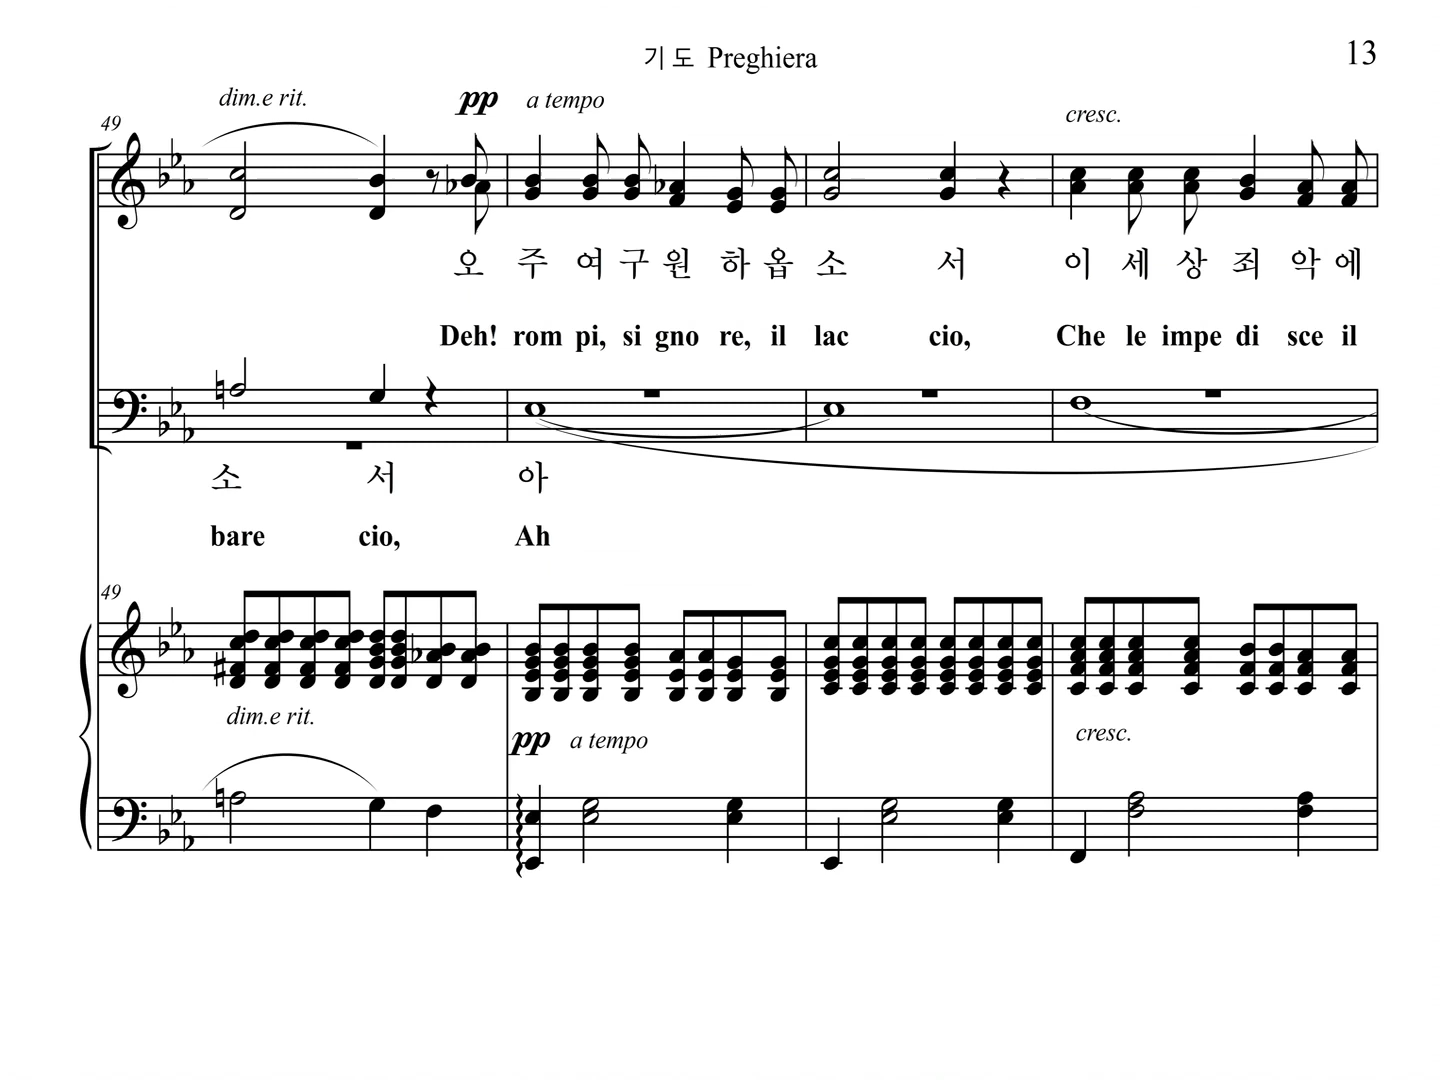 기 도 Preghiera
13
dim.e rit. pp a tempo cresc.
49
오 주 여 구 원 하 옵 소 서 이 세 상 죄 악 에
Deh! rom pi, si gno re, il lac cio, Che le impe di sce il
소 서 아
bare cio, Ah
49
dim.e rit. pp a tempo cresc.